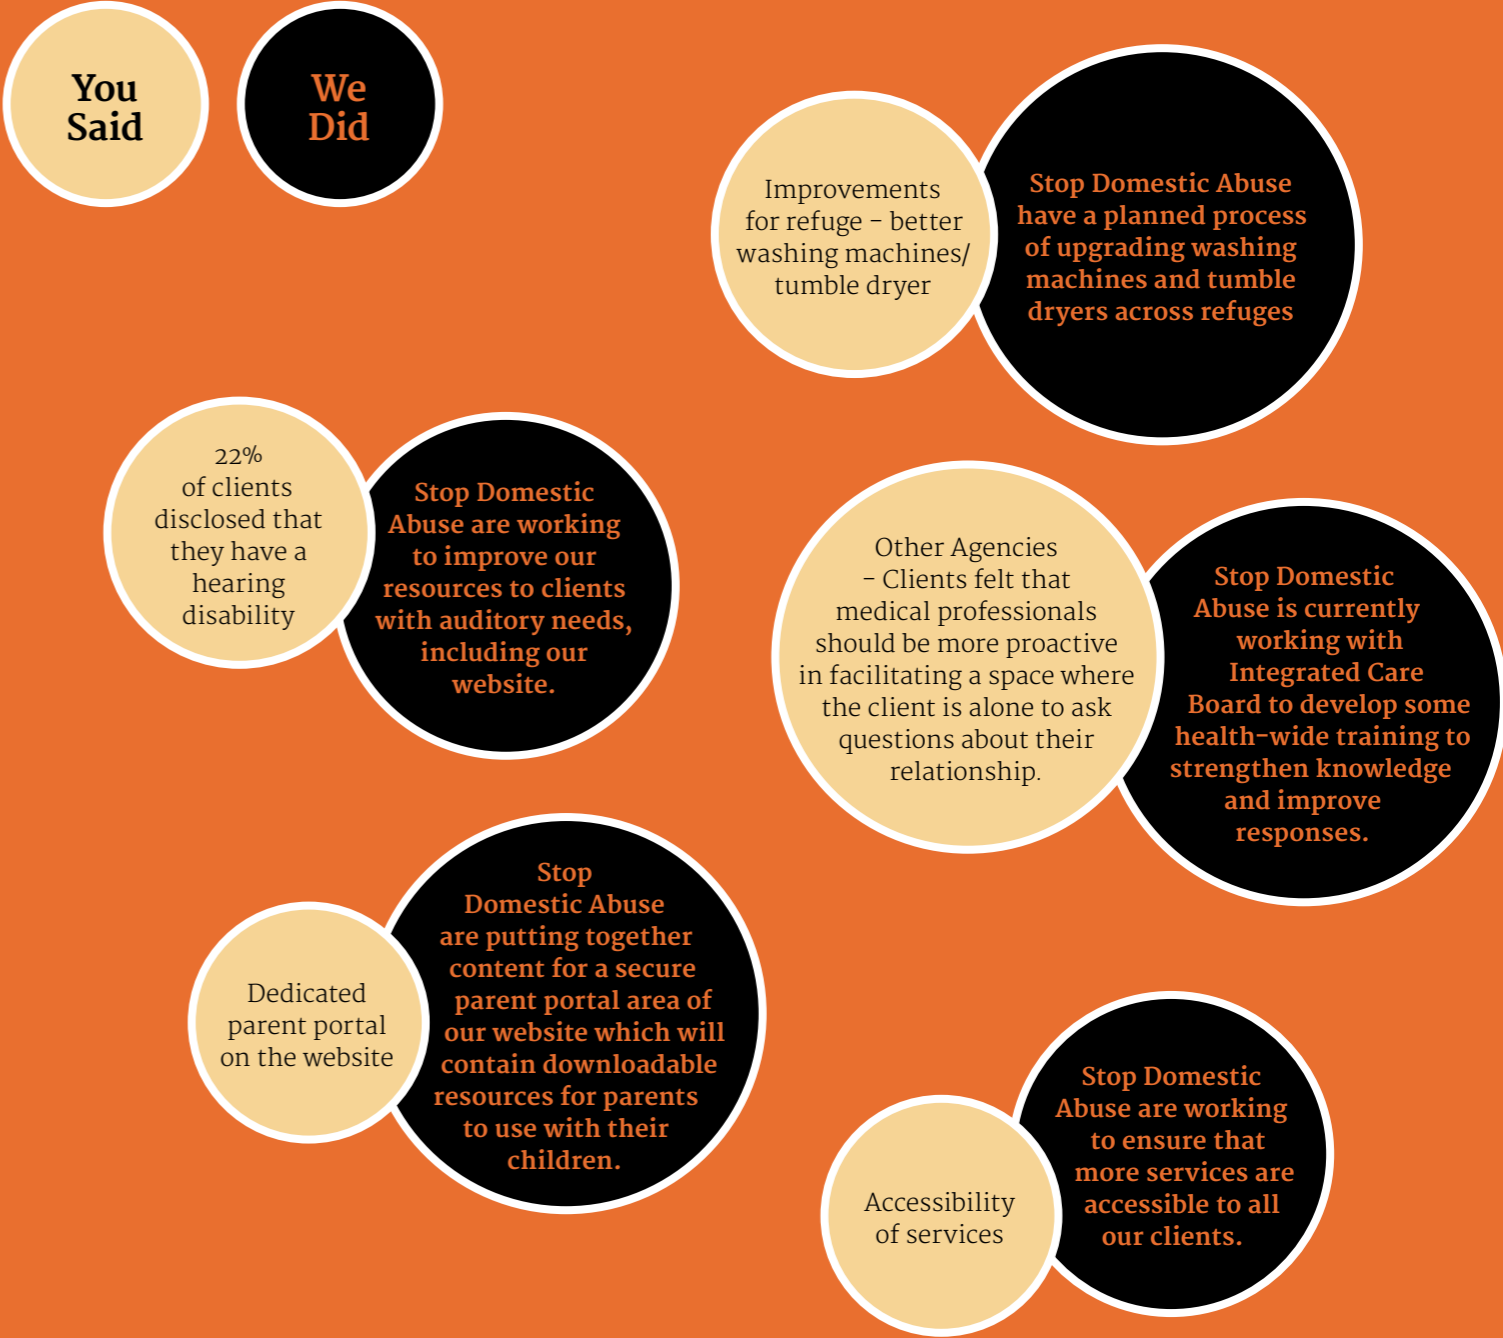 You
Said
We
Did
Improvements
for refuge – better
washing machines/
tumble dryer
Stop Domestic Abuse
have a planned process
of upgrading washing
machines and tumble
dryers across refuges
22%
of clients
disclosed that
they have a
hearing
disability
Stop Domestic
Abuse are working
to improve our
resources to clients
with auditory needs,
including our
website.
Other Agencies
– Clients felt that
medical professionals
should be more proactive
in facilitating a space where
the client is alone to ask
questions about their
relationship.
Stop Domestic
Abuse is currently
working with
Integrated Care
Board to develop some
health-wide training to
strengthen knowledge
and improve
responses.
Dedicated
parent portal
on the website
Stop
Domestic Abuse
are putting together
content for a secure
parent portal area of
our website which will
contain downloadable
resources for parents
to use with their
children.
Accessibility
of services
Stop Domestic
Abuse are working
to ensure that
more services are
accessible to all
our clients.